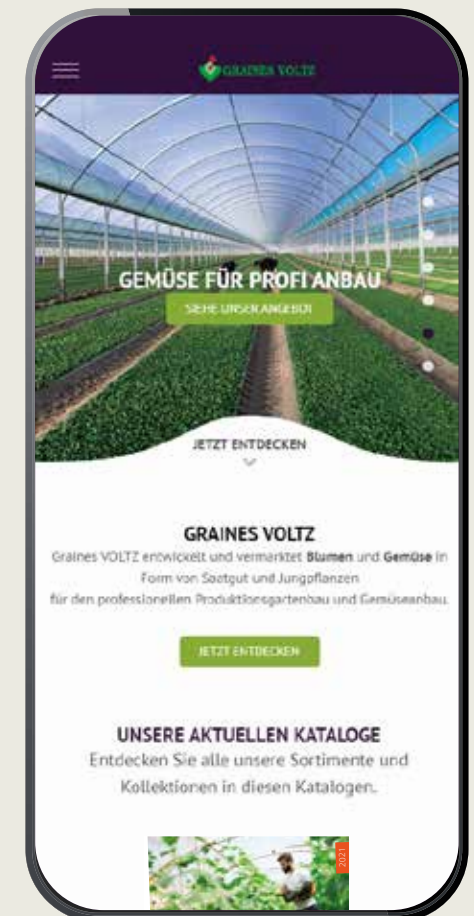 GRAINES VOLTZ
GEMÜSE FÜR PROFI ANBAU
SIEHE UNSER ANGEBOT
JETZT ENTDECKEN
GRAINES VOLTZ
Graines VOLTZ entwickelt und vermarktet Blumen und Gemüse in
Form von Saatgut und Jungpflanzen
für den professionellen Produktionsgartenbau und Gemüseanbau.
JETZT ENTDECKEN
UNSERE AKTUELLEN KATALOGE
Entdecken Sie alle unsere Sortimente und
Kollektionen in diesen Katalogen.
2021